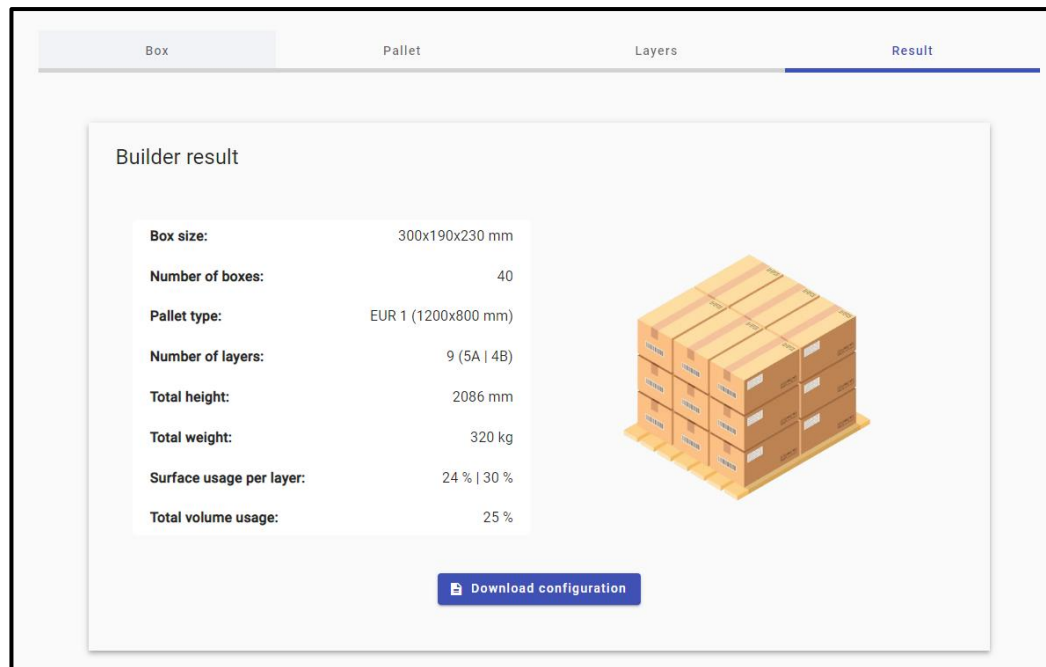 Box Pallet Layers Result
Builder result
Box size: 300x190x230 mm
Number of boxes: 40
Pallet type: EUR 1 (1200x800 mm)
Number of layers: 9 (5A | 4B)
Total height: 2086 mm
Total weight: 320 kg
Surface usage per layer: 24 % | 30 %
Total volume usage: 25 %
Download configuration